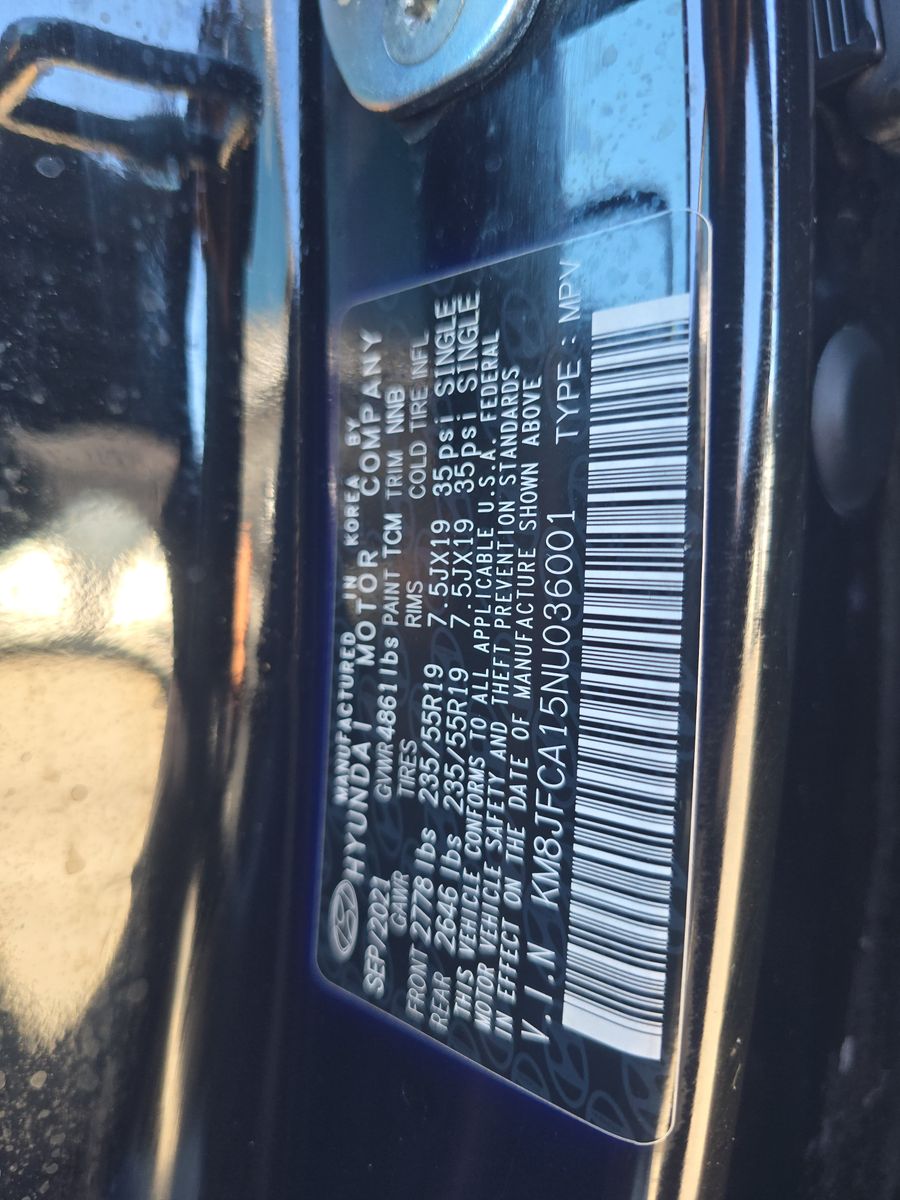 MANUFACTURED IN KOREA BY
HYUNDAI MOTOR COMPANY
SEP/2021 GVWR 4861lbs PAINT TCM TRIM NNB
GAWR TIRES RIMS COLD TIRE INFL
FRONT 2778 lbs 235/55R19 7.5JX19 35psi SINGLE
REAR 2646 lbs 235/55R19 7.5JX19 35psi SINGLE
THIS VEHICLE CONFORMS TO ALL APPLICABLE U.S.A. FEDERAL
MOTOR VEHICLE SAFETY AND THEFT PREVENTION STANDARDS
IN EFFECT ON THE DATE OF MANUFACTURE SHOWN ABOVE
V.I.N KM8JFCA15NU036001 TYPE : MPV